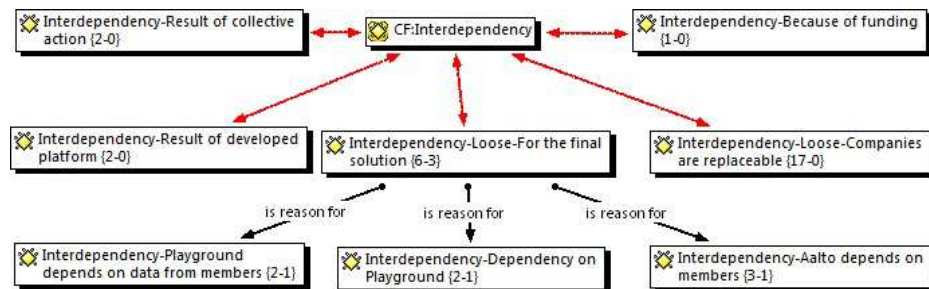 Interdependency-Result of collective
action {2-0}
CF:Interdependency
Interdependency-Because of funding
{1-0}
Interdependency-Result of developed
platform {2-0}
Interdependency-Loose-For the final
solution {6-3}
Interdependency-Loose-Companies
are replaceable {17-0}
is reason for
is reason for
is reason for
Interdependency-Playground
depends on data from members {2-1}
Interdependency-Dependency on
Playground {2-1}
Interdependency-Aalto depends on
members {3-1}